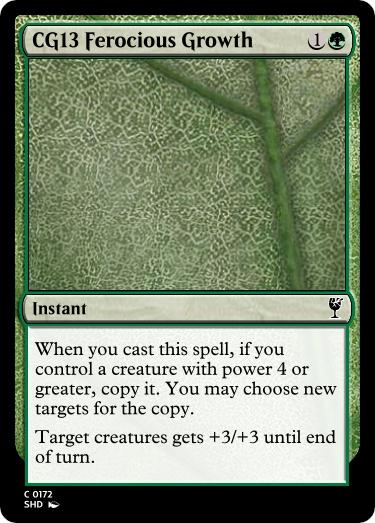 CG13 Ferocious Growth 1
Instant
When you cast this spell, if you
control a creature with power 4 or
greater, copy it. You may choose new
targets for the copy.
Target creatures gets +3/+3 until end
of turn.
C 0172
SHD